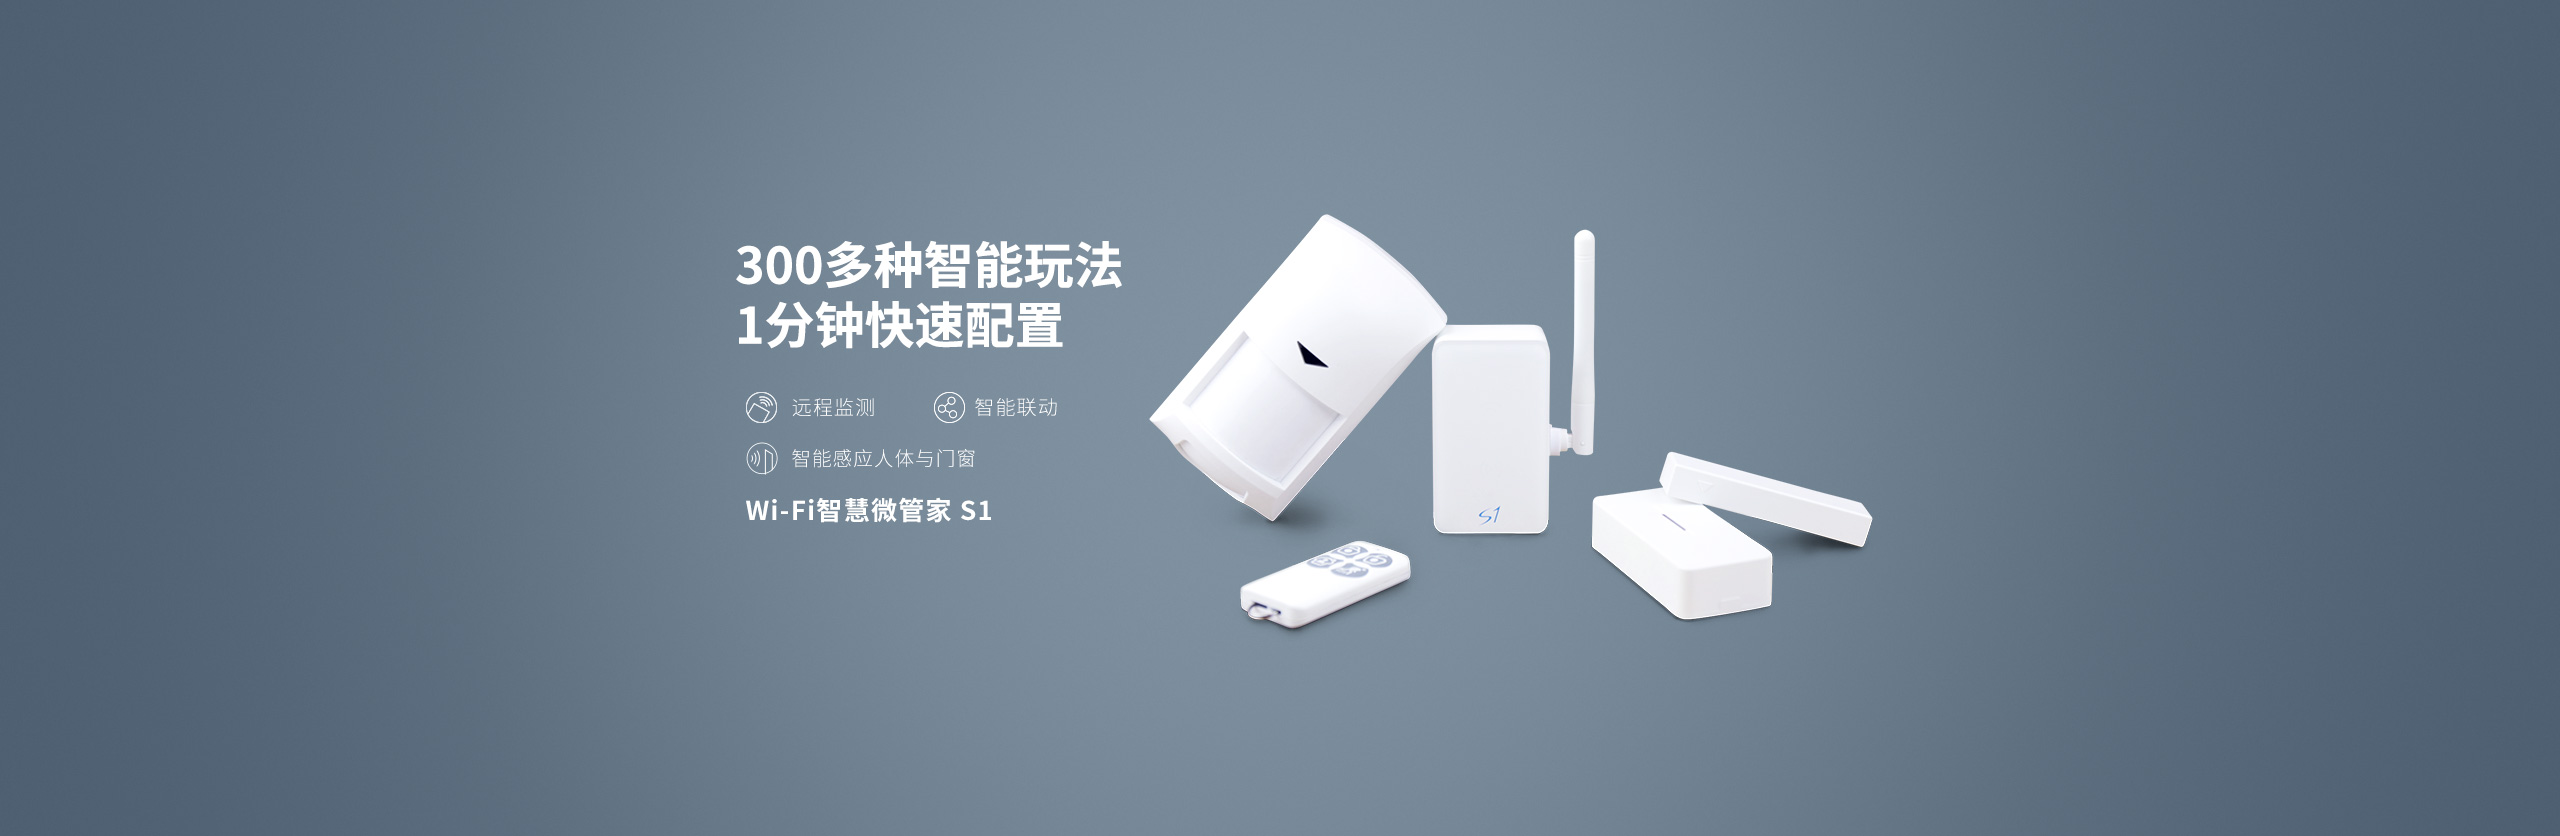 300多种智能玩法
1分钟快速配置
远程监测
智能联动
智能感应人体与门窗
Wi-Fi智慧微管家 S1
S1